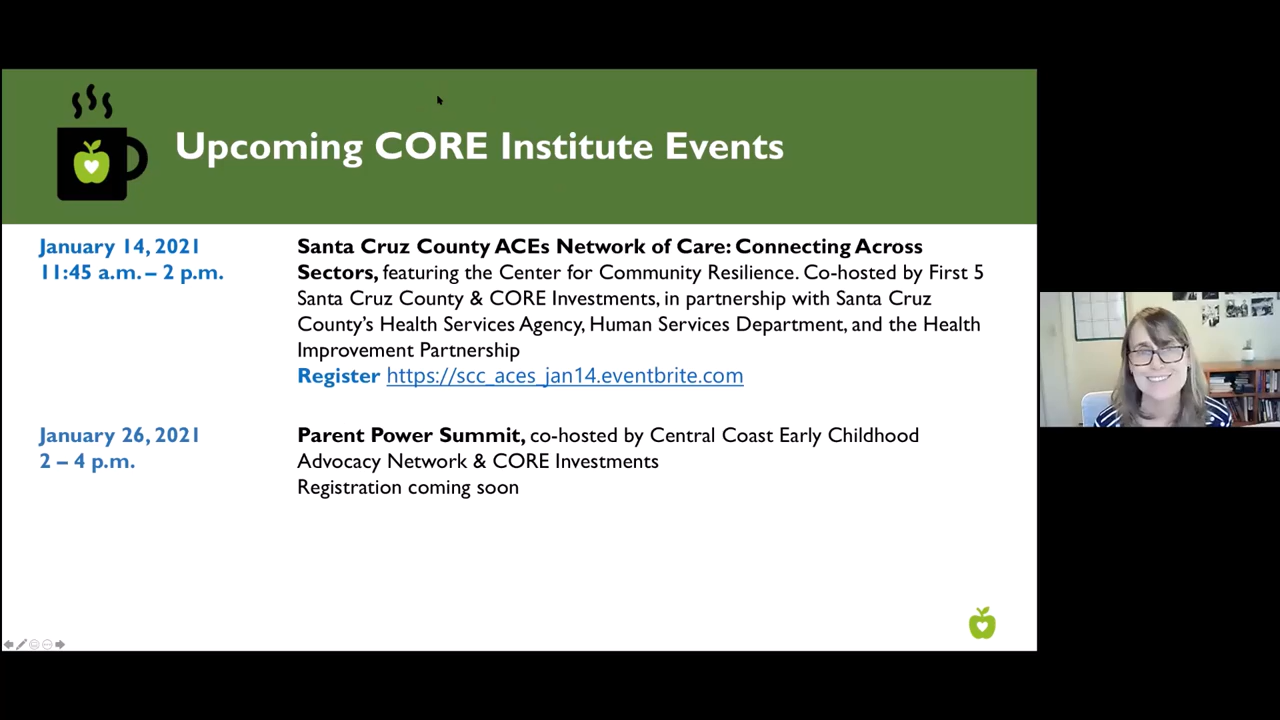 Upcoming CORE Institute Events
January 14, 2021
11:45 a.m. – 2 p.m.
Santa Cruz County ACEs Network of Care: Connecting Across
Sectors, featuring the Center for Community Resilience. Co-hosted by First 5
Santa Cruz County & CORE Investments, in partnership with Santa Cruz
County’s Health Services Agency, Human Services Department, and the Health
Improvement Partnership
Register https://scc_aces_jan14.eventbrite.com
January 26, 2021
2 – 4 p.m.
Parent Power Summit, co-hosted by Central Coast Early Childhood
Advocacy Network & CORE Investments
Registration coming soon